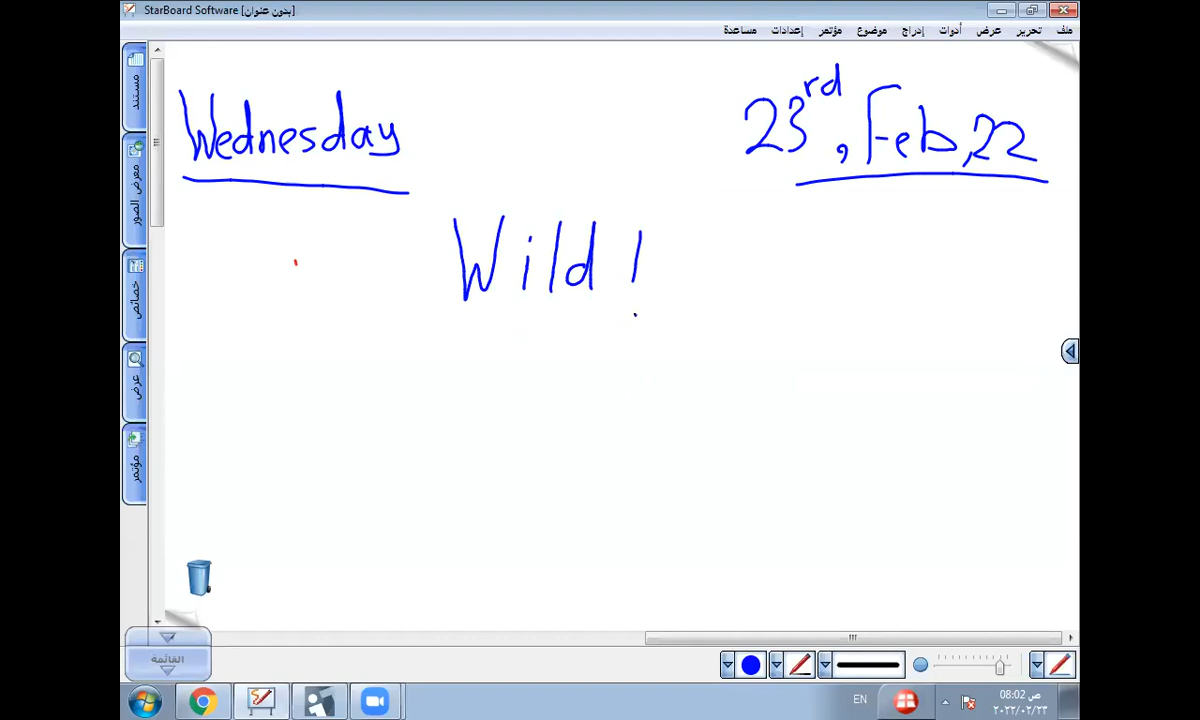 StarBoard Software [بدون عنوان]
ملف تحرير عرض أدوات إدراج موضوع مؤتمر إعدادات مساعدة
مستند
معرض الصور
خصائص
عرض
مؤتمر
Wednesday 23rd, Feb, 22
Wild !
القائمة
EN
08:02 ص
٢٠٢٢/٠٢/٢٣